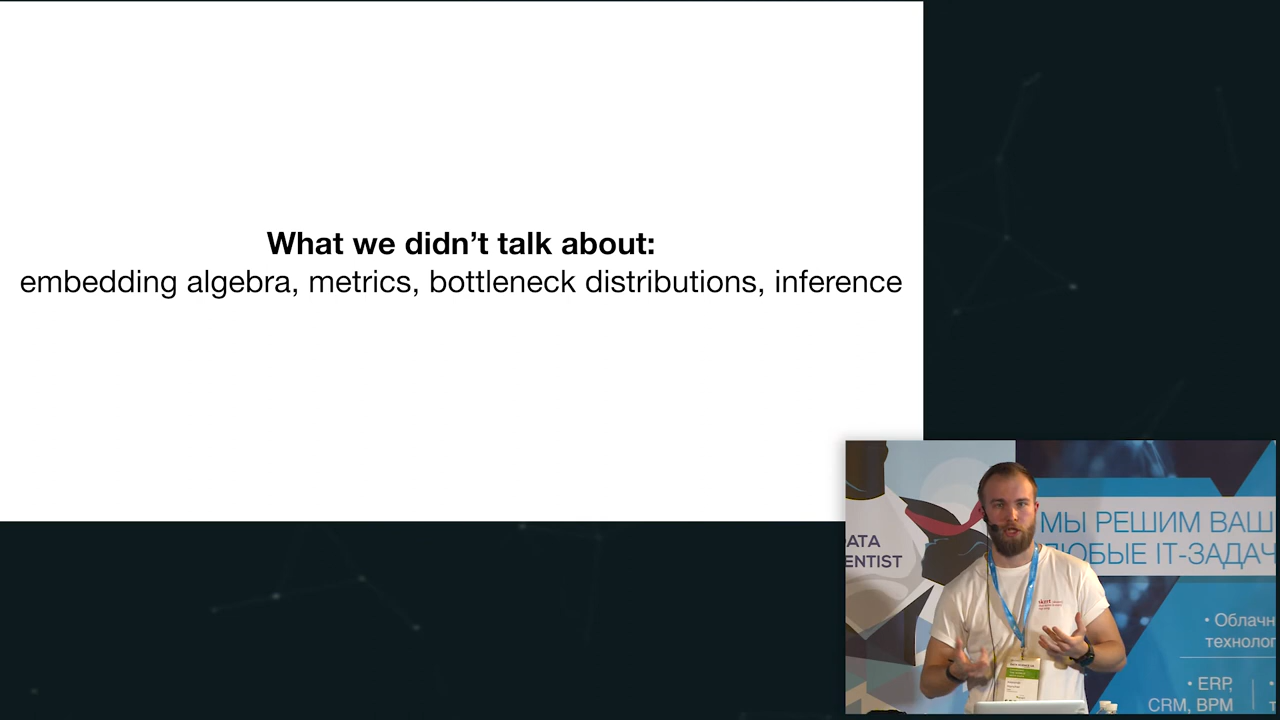 What we didn’t talk about:
embedding algebra, metrics, bottleneck distributions, inference
DATA
ENTIST
МЫ РЕШИМ ВАШ
ЛЮБЫЕ IT-ЗАДАЧ
• Облачн
технолог
• ERP,
CRM, BPM